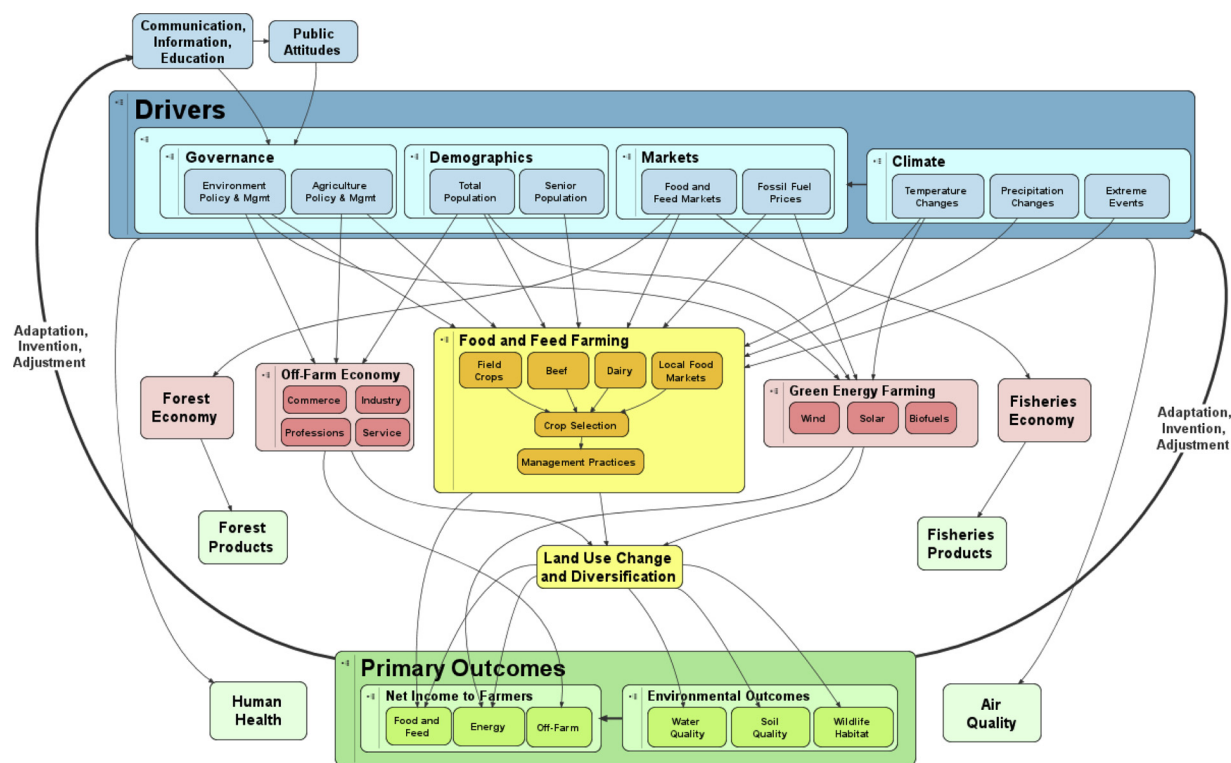 Communication,
Information,
Education
Public
Attitudes
Drivers
Governance
Environment
Policy & Mgmt
Agriculture
Policy & Mgmt
Demographics
Total
Population
Senior
Population
Markets
Food and
Feed Markets
Fossil Fuel
Prices
Climate
Temperature
Changes
Precipitation
Changes
Extreme
Events
Adaptation,
Invention,
Adjustment
Forest
Economy
Off-Farm Economy
Commerce
Industry
Professions
Service
Food and Feed Farming
Field
Crops
Beef
Dairy
Local Food
Markets
Crop Selection
Management Practices
Green Energy Farming
Wind
Solar
Biofuels
Fisheries
Economy
Adaptation,
Invention,
Adjustment
Forest
Products
Fisheries
Products
Land Use Change
and Diversification
Primary Outcomes
Net Income to Farmers
Food and
Feed
Energy
Off-Farm
Environmental Outcomes
Water
Quality
Soil
Quality
Wildlife
Habitat
Human
Health
Air
Quality